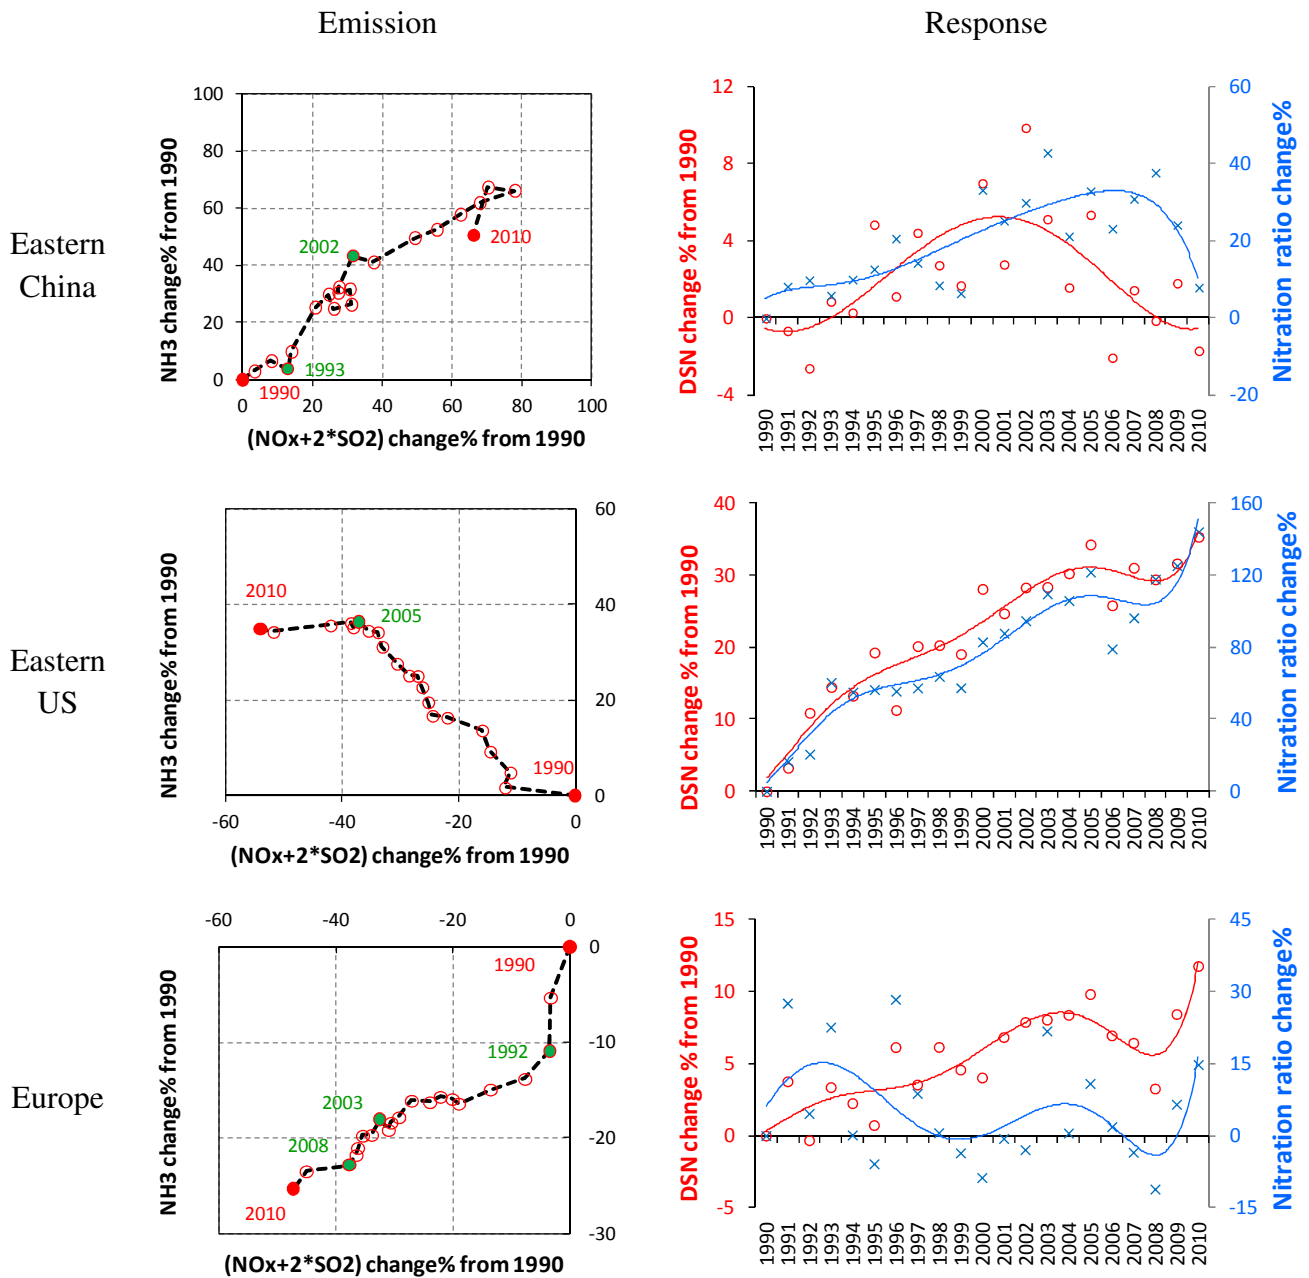 Emission
Response
Eastern
China
NH3 change% from 1990
100
80
60
40
20
0
2002
2010
1993
1990
0 20 40 60 80 100
(NOx+2*SO2) change% from 1990
DSN change % from 1990
12
8
4
0
-4
60
40
20
0
-20
Nitration ratio change%
1990 1991 1992 1993 1994 1995 1996 1997 1998 1999 2000 2001 2002 2003 2004 2005 2006 2007 2008 2009 2010
Eastern
US
NH3 change% from 1990
60
40
20
0
2010
2005
1990
-60 -40 -20 0
(NOx+2*SO2) change% from 1990
DSN change % from 1990
40
30
20
10
0
160
120
80
40
0
Nitration ratio change%
1990 1991 1992 1993 1994 1995 1996 1997 1998 1999 2000 2001 2002 2003 2004 2005 2006 2007 2008 2009 2010
Europe
-60 -40 -20 0
NH3 change% from 1990
0
-10
-20
-30
1990
1992
2003
2008
2010
(NOx+2*SO2) change% from 1990
DSN change % from 1990
15
10
5
0
-5
45
30
15
0
-15
Nitration ratio change%
1990 1991 1992 1993 1994 1995 1996 1997 1998 1999 2000 2001 2002 2003 2004 2005 2006 2007 2008 2009 2010